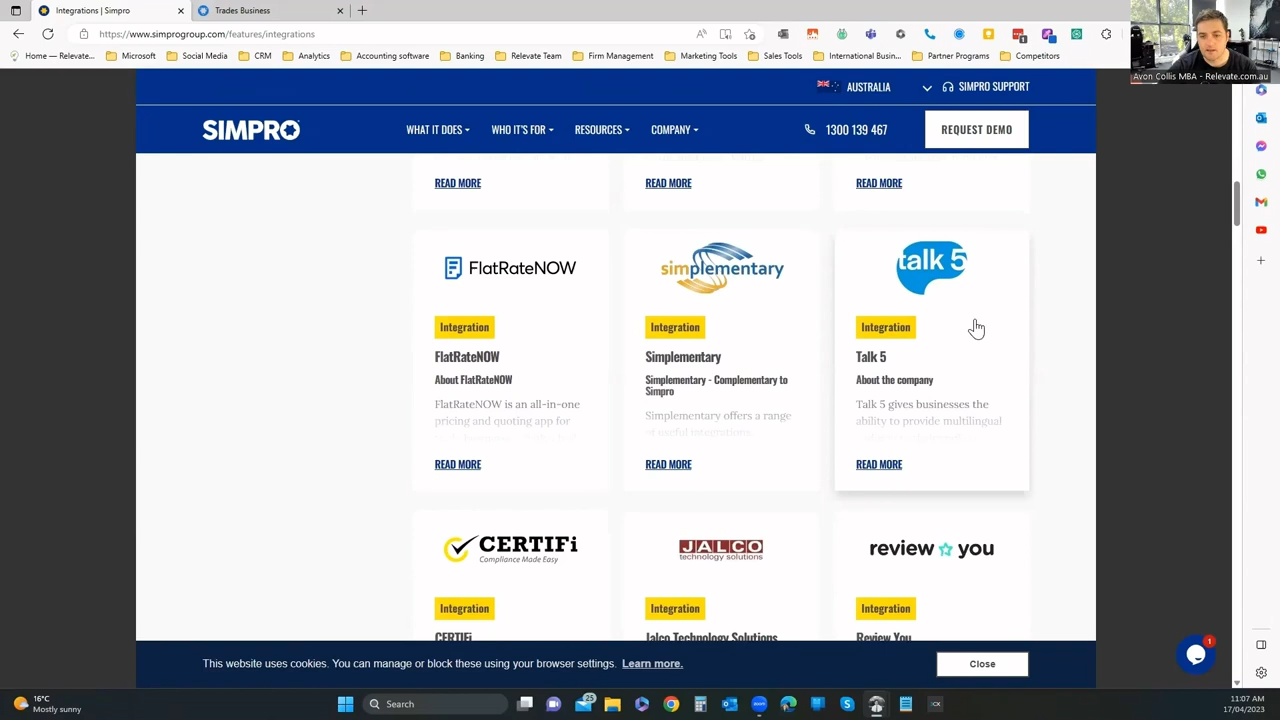 Integrations | Simpro
Trades Business
https://www.simprogroup.com/features/integrations
Home — Relevate...
Microsoft
Social Media
CRM
Analytics
Accounting software
Banking
Relevate Team
Firm Management
Marketing Tools
Sales Tools
International Busin...
Partner Programs
Competitors
Avon Collis MBA - Relevate.com.au
AUSTRALIA
SIMPRO SUPPORT
SIMPRO
WHAT IT DOES
WHO IT'S FOR
RESOURCES
COMPANY
1300 139 467
REQUEST DEMO
READ MORE
READ MORE
READ MORE
FlatRateNOW
Integration
FlatRateNOW
About FlatRateNOW
FlatRateNOW is an all-in-one
pricing and quoting app for
READ MORE
simplementary
Integration
Simplementary
Simplementary - Complementary to
Simpro
Simplementary offers a range
of useful integrations
READ MORE
talk 5
Integration
Talk 5
About the company
Talk 5 gives businesses the
ability to provide multilingual
READ MORE
CERTIFi
Compliance Made Easy
Integration
CERTIFi
JALCO
technology solutions
Integration
Jalco Technology Solutions
review you
Integration
Review You
This website uses cookies. You can manage or block these using your browser settings. Learn more.
Close
1
16°C
Mostly sunny
Search
25
11:07 AM
17/04/2023